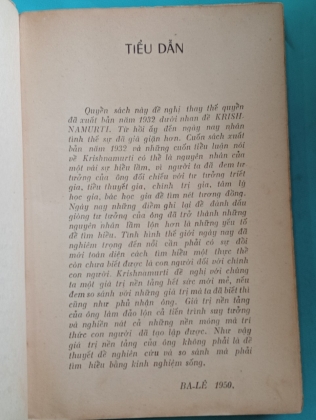 TIỂU DẪN
Quyển sách này đề nghị thay thế quyển
đã xuất bản năm 1932 dưới nhan đề KRISH-
NAMURTI. Từ hồi ấy đến ngày nay nhân
tình thế sự đã già giặn hơn. Cuốn sách xuất
bản năm 1932 và những cuốn tiểu luận nói
về Krishnamurti có thể là nguyên nhân của
một vài sự hiểu lầm, vì người ta đã đem tư
tưởng của ông đối chiếu với tư tưởng triết
gia, tiểu thuyết gia, chính trị gia, tâm lý
học gia, bác học gia để tìm nét tương đồng.
Ngày nay những điểm ghi lại để đánh dấu
giòng tư tưởng của ông đã trở thành những
nguyên nhân lầm lộn hơn là những yếu tố
để tìm hiểu. Tình hình thế giới ngày nay đã
nghiêm trọng đến nỗi cần phải có sự đổi
mới toàn diện cách tìm hiểu một thực thể
còn chưa biết được là con người đối với chính
con người. Krishnamurti đề nghị với chúng
ta một giá trị nền tảng hết sức mới mẻ, nếu
đem so sánh với những giá trị mà ta đã biết thì
cũng như phủ nhận ông. Giá trị nền tảng
của ông làm đảo lộn cả tiến trình suy tưởng
và nghiền nát cả những nền móng mà tri
thức con người đã tạo lập được. Như vậy
giá trị nền tảng của ông không phải là để
thuyết để nghiên cứu và so sánh mà phải
tìm hiểu bằng kinh nghiệm sống.
BA-LÊ 1950.